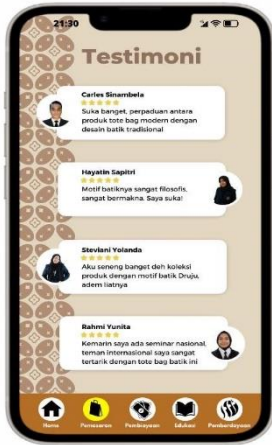 21:30
Testimoni
Carles Sinambela
Suka banget, perpaduan antara
produk tote bag modern dengan
desain batik tradisional
Hayatin Sapitri
Motif batiknya sangat filosofis,
sangat bermakna. Saya suka!
Steviani Yolanda
Aku seneng banget deh koleksi
produk dengan motif batik Druju,
adem liatnya
Rahmi Yunita
Kemarin saya ada seminar nasional,
teman internasional saya sangat
tertarik dengan tote bag batik ini
Home Pemasaran Pembiayaan Edukasi Pemberdayaan